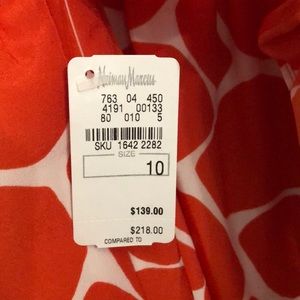 Neiman Marcus
763 04 450
4191 00133
80 010 5
SKU 1642 2282
SIZE
10
$139.00
$218.00
COMPARED TO